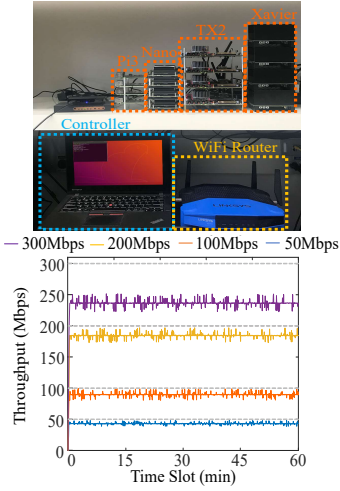 Pi3 Nano TX2 Xavier
Controller
WiFi Router
300Mbps 200Mbps 100Mbps 50Mbps
Throughput (Mbps)
300
250
200
150
100
50
0
0 15 30 45 60
Time Slot (min)